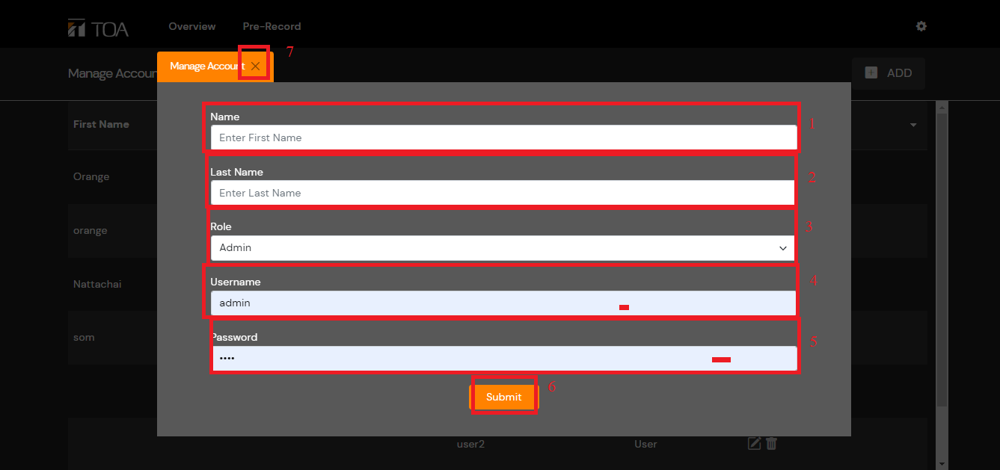 TOA
Overview
Pre-Record
Manage Account
7
Manage Accoun
ADD
Name
1
Enter First Name
First Name
Last Name
2
Orange
Enter Last Name
Role
3
orange
Admin
Username
4
Nattachai
admin
Password
5
som
••••
6
Submit
user2
User